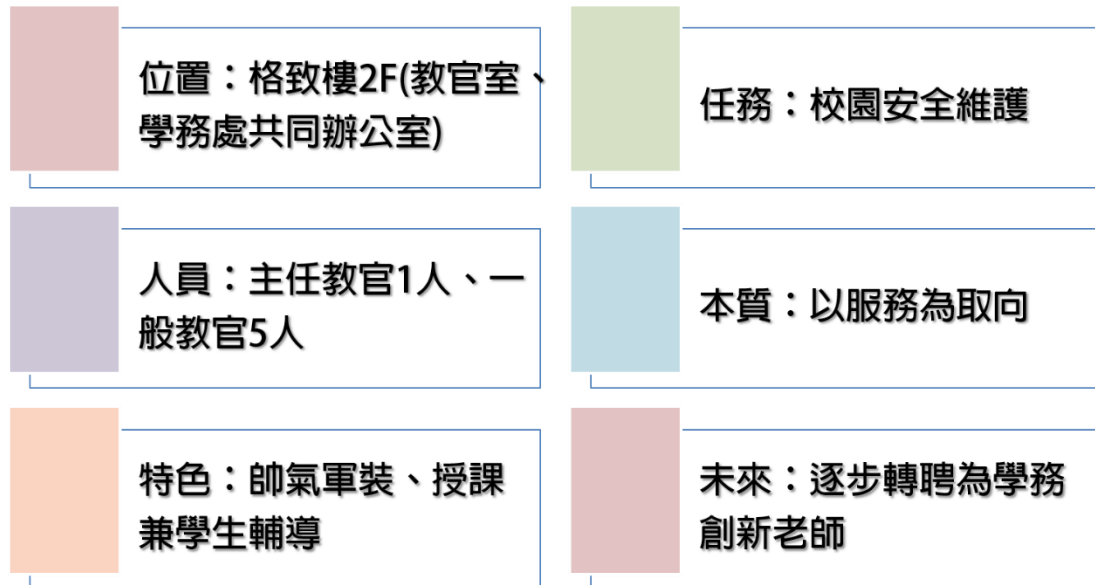 位置：格致樓2F(教官室、
學務處共同辦公室)
任務：校園安全維護
人員：主任教官1人、一
般教官5人
本質：以服務為取向
特色：帥氣軍裝、授課
兼學生輔導
未來：逐步轉聘為學務
創新老師